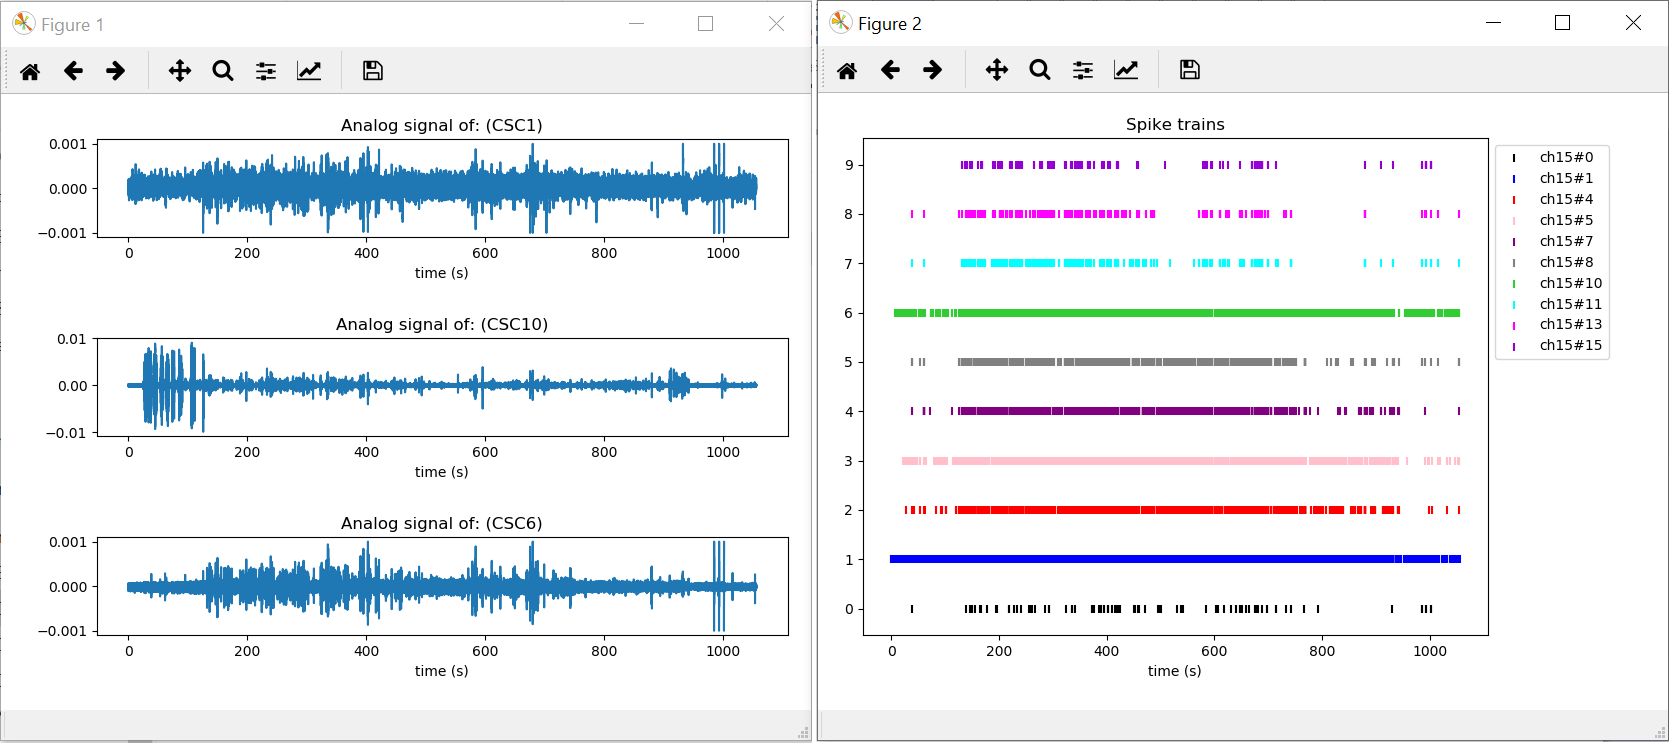 Figure 1
Analog signal of: (CSC1)
0.001
0.000
−0.001
0 200 400 600 800 1000
time (s)
Analog signal of: (CSC10)
0.01
0.00
−0.01
0 200 400 600 800 1000
time (s)
Analog signal of: (CSC6)
0.001
0.000
−0.001
0 200 400 600 800 1000
time (s)
Figure 2
Spike trains
9
8
7
6
5
4
3
2
1
0
0 200 400 600 800 1000
time (s)
ch15#0
ch15#1
ch15#4
ch15#5
ch15#7
ch15#8
ch15#10
ch15#11
ch15#13
ch15#15